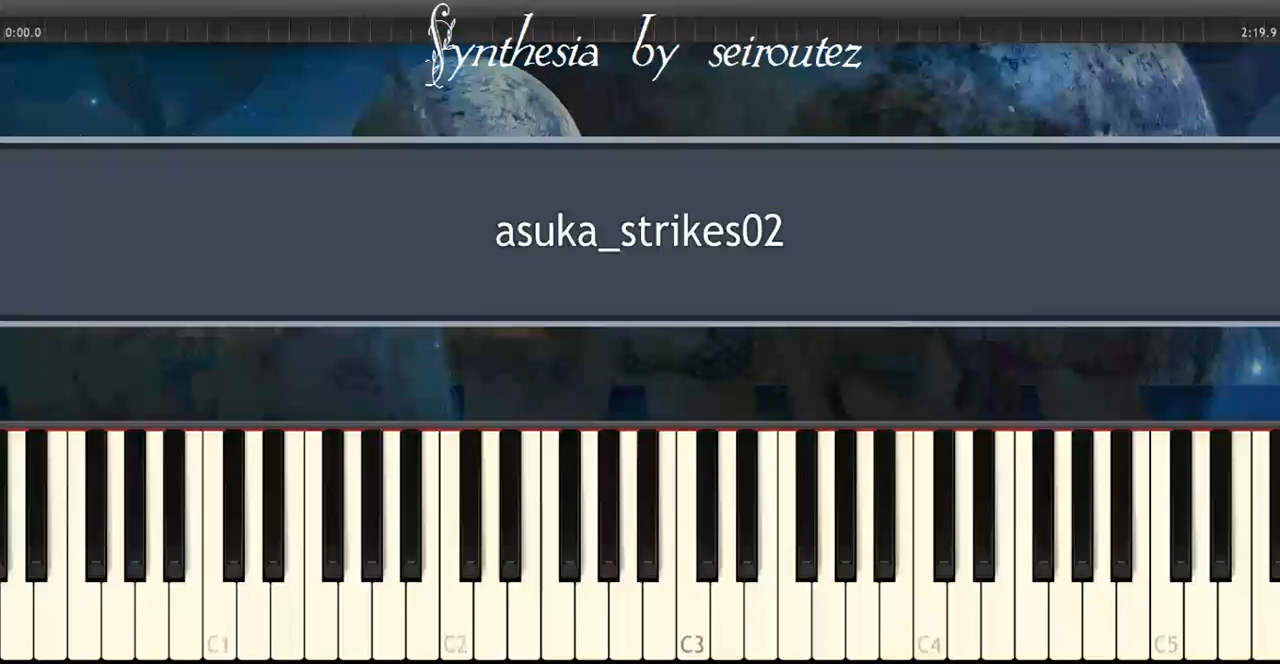 Synthesia by seiroutez
0:00.0
2:19.9
asuka_strikes02
C1
C2
C3
C4
C5